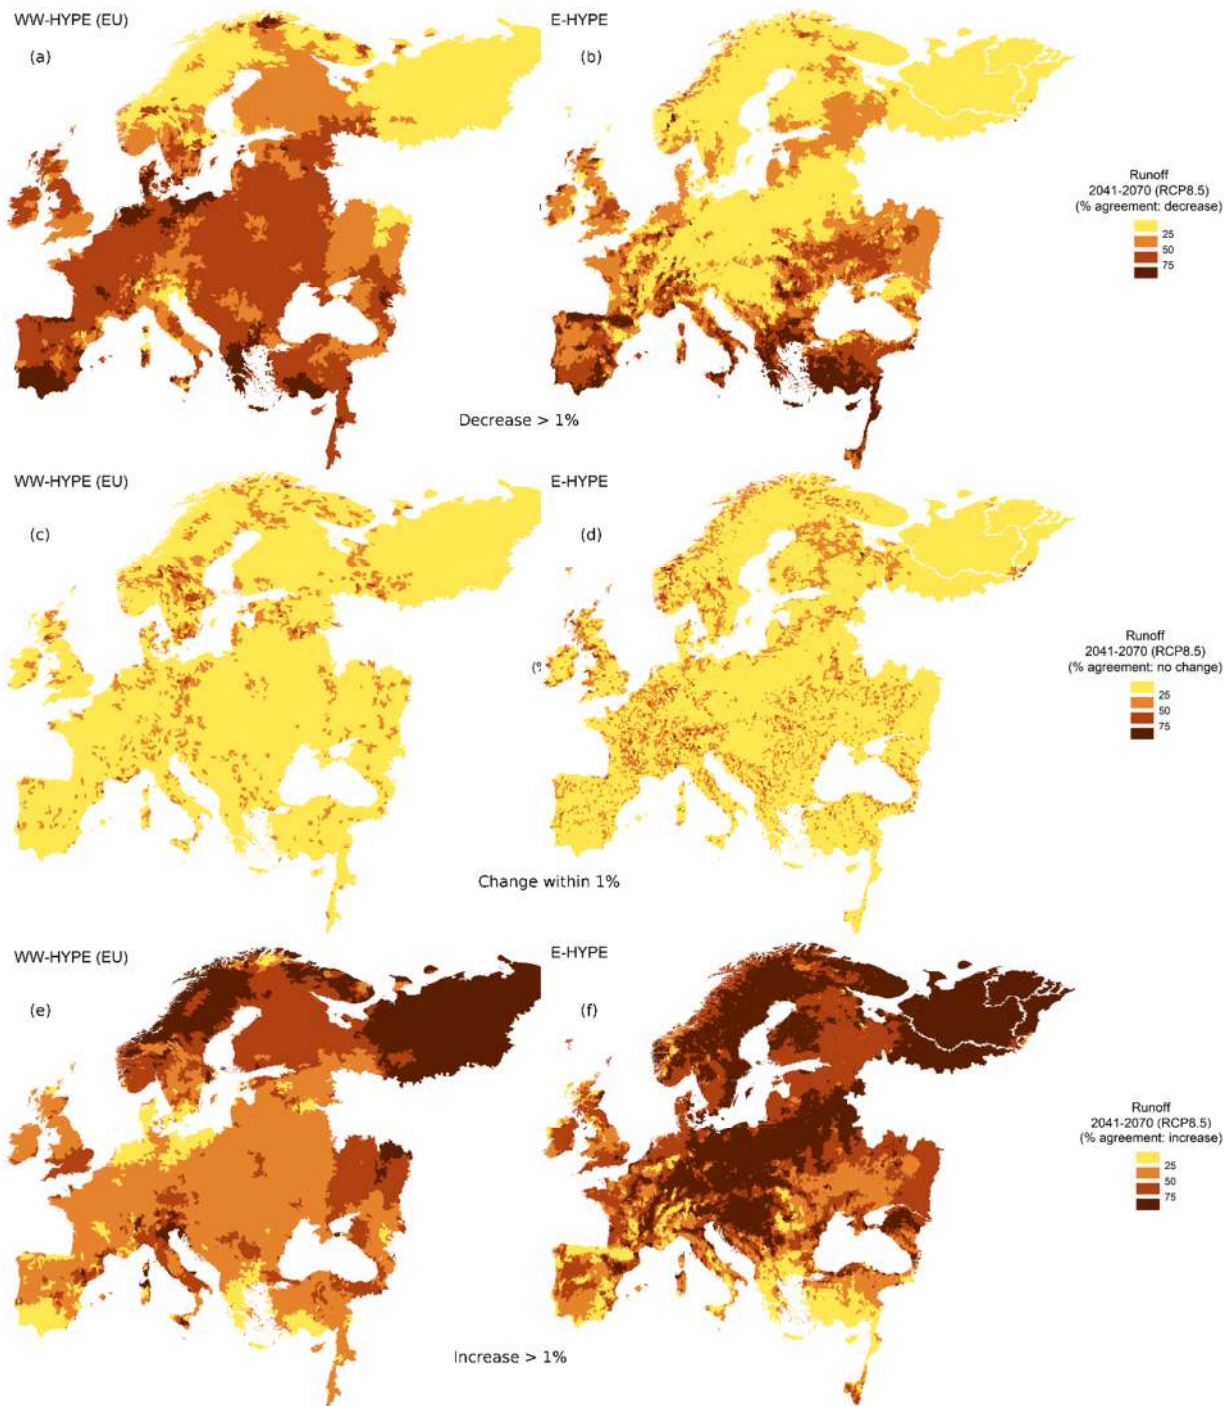 WW-HYPE (EU)
E-HYPE
(a)
(b)
Runoff
2041-2070 (RCP8.5)
(% agreement: decrease)
25
50
75
Decrease > 1%
WW-HYPE (EU)
E-HYPE
(c)
(d)
Runoff
2041-2070 (RCP8.5)
(% agreement: no change)
25
50
75
(%
Change within 1%
WW-HYPE (EU)
E-HYPE
(e)
(f)
Runoff
2041-2070 (RCP8.5)
(% agreement: increase)
25
50
75
Increase > 1%